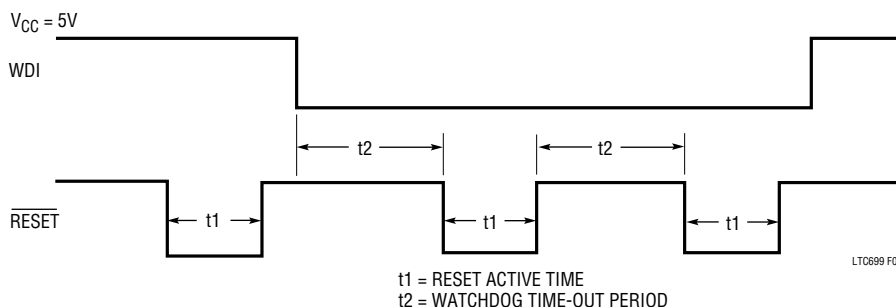 V_CC = 5V
WDI
t2 t2
RESET
t1 t1 t1
LTC699 F0
t1 = RESET ACTIVE TIME
t2 = WATCHDOG TIME-OUT PERIOD